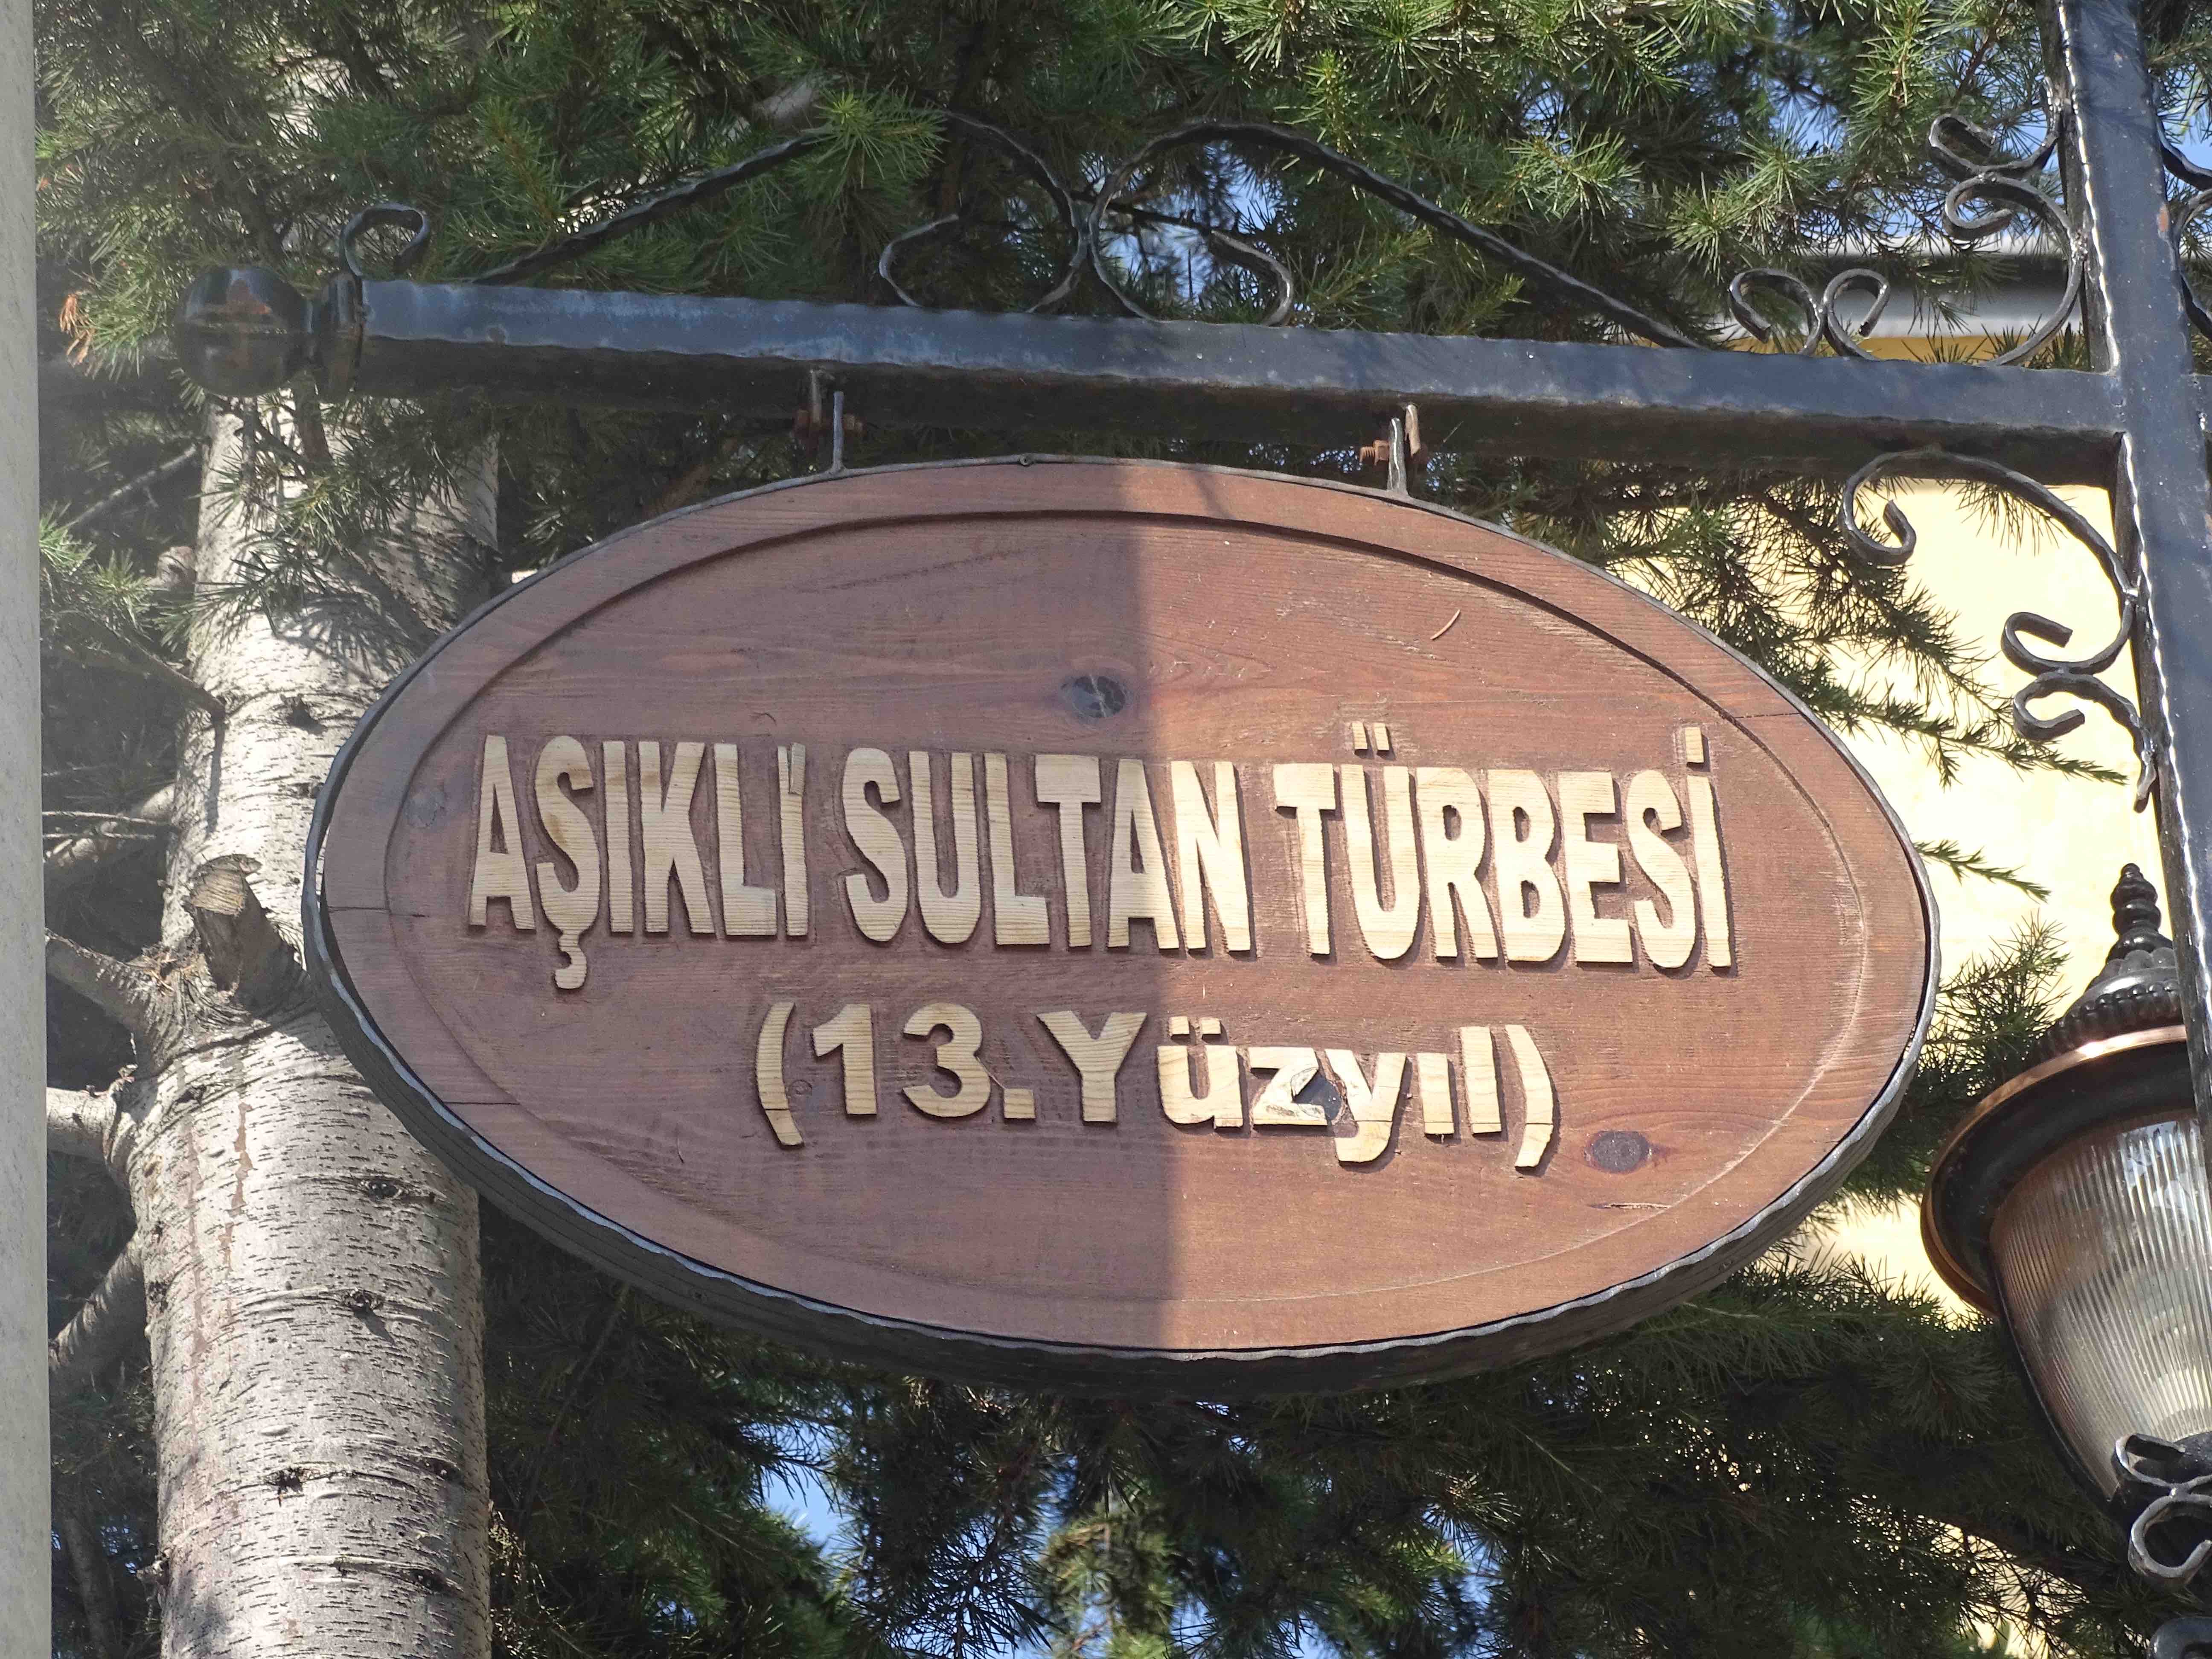 AŞIKLI SULTAN TÜRBESİ
(13.Yüzyıl)